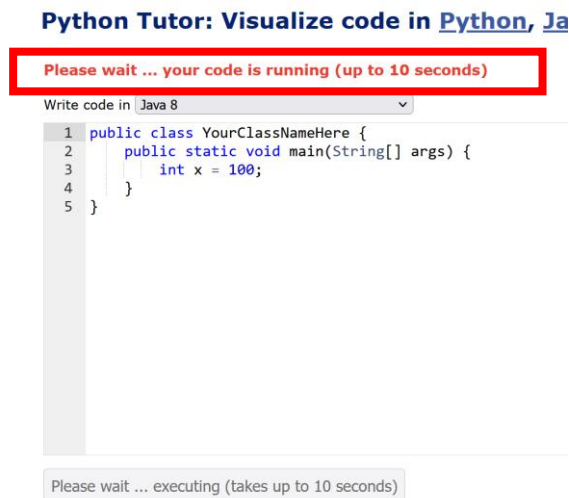 Python Tutor: Visualize code in Python, Ja
Please wait ... your code is running (up to 10 seconds)
Write code in Java 8
1 public class YourClassNameHere {
2     public static void main(String[] args) {
3         int x = 100;
4     }
5 }
Please wait ... executing (takes up to 10 seconds)